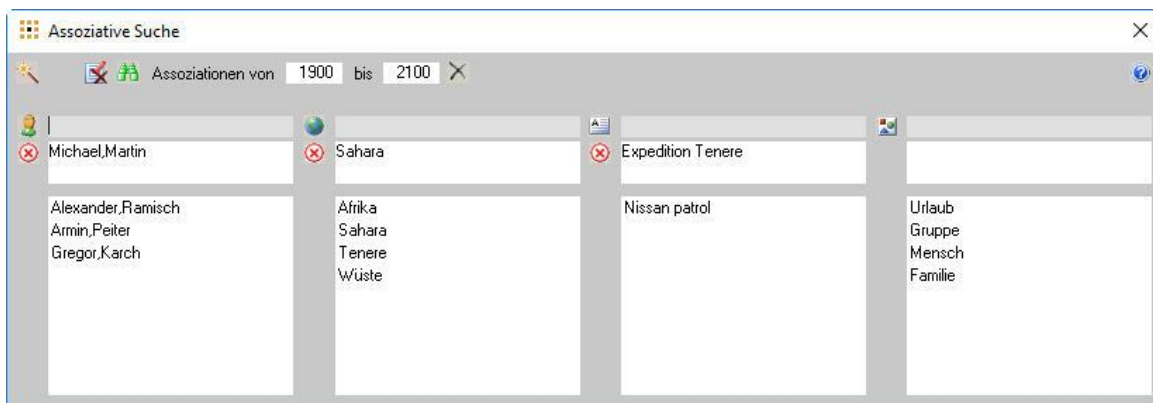 Assoziative Suche
Assoziationen von 1900 bis 2100
Michael,Martin
Sahara
Expedition Tenere
Alexander,Ramisch
Armin,Peiter
Gregor,Karch
Afrika
Sahara
Tenere
Wüste
Nissan patrol
Urlaub
Gruppe
Mensch
Familie